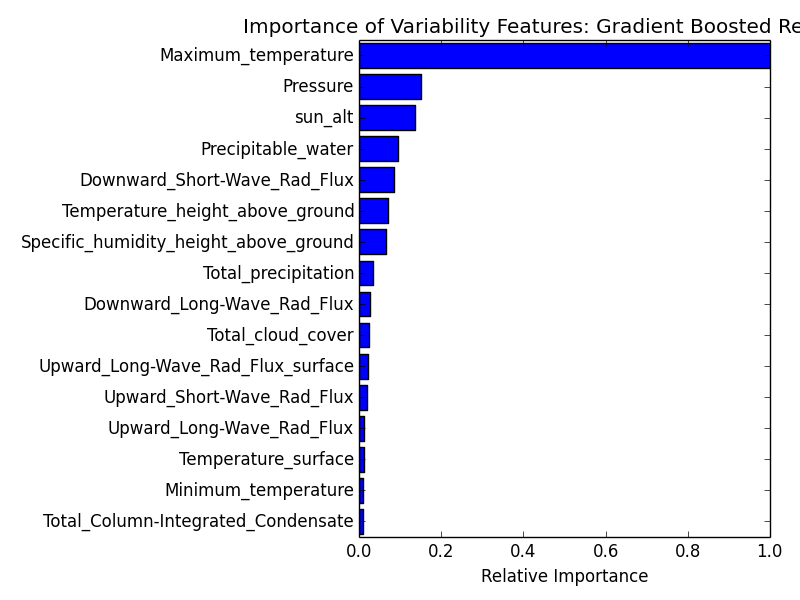 Importance of Variability Features: Gradient Boosted Re
Maximum_temperature
Pressure
sun_alt
Precipitable_water
Downward_Short-Wave_Rad_Flux
Temperature_height_above_ground
Specific_humidity_height_above_ground
Total_precipitation
Downward_Long-Wave_Rad_Flux
Total_cloud_cover
Upward_Long-Wave_Rad_Flux_surface
Upward_Short-Wave_Rad_Flux
Upward_Long-Wave_Rad_Flux
Temperature_surface
Minimum_temperature
Total_Column-Integrated_Condensate
0.0 0.2 0.4 0.6 0.8 1.0
Relative Importance